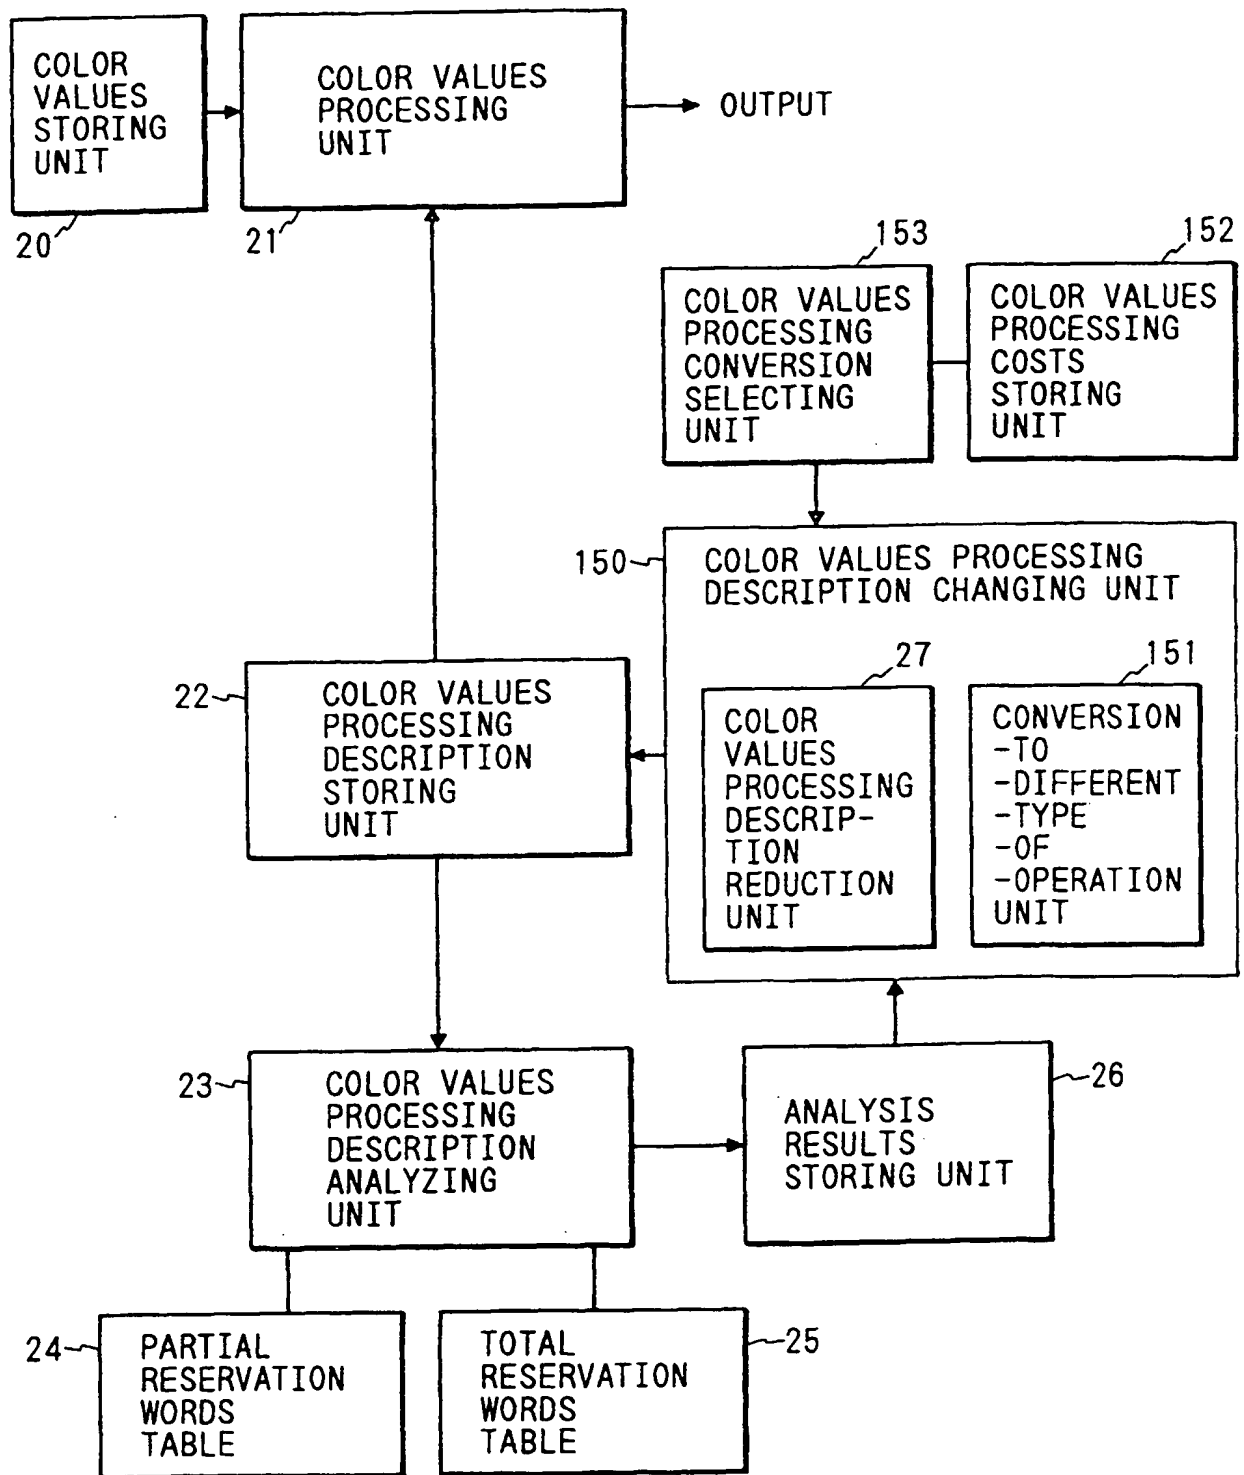 COLOR
VALUES
STORING
UNIT
20
COLOR VALUES
PROCESSING
UNIT
21
OUTPUT
153
COLOR VALUES
PROCESSING
CONVERSION
SELECTING
UNIT
152
COLOR VALUES
PROCESSING
COSTS
STORING
UNIT
150
COLOR VALUES PROCESSING
DESCRIPTION CHANGING UNIT
27
COLOR
VALUES
PROCESSING
DESCRIP-
TION
REDUCTION
UNIT
151
CONVERSION
-TO
-DIFFERENT
-TYPE
-OF
-OPERATION
UNIT
22
COLOR VALUES
PROCESSING
DESCRIPTION
STORING
UNIT
23
COLOR VALUES
PROCESSING
DESCRIPTION
ANALYZING
UNIT
26
ANALYSIS
RESULTS
STORING UNIT
24
PARTIAL
RESERVATION
WORDS
TABLE
TOTAL
RESERVATION
WORDS
TABLE
25